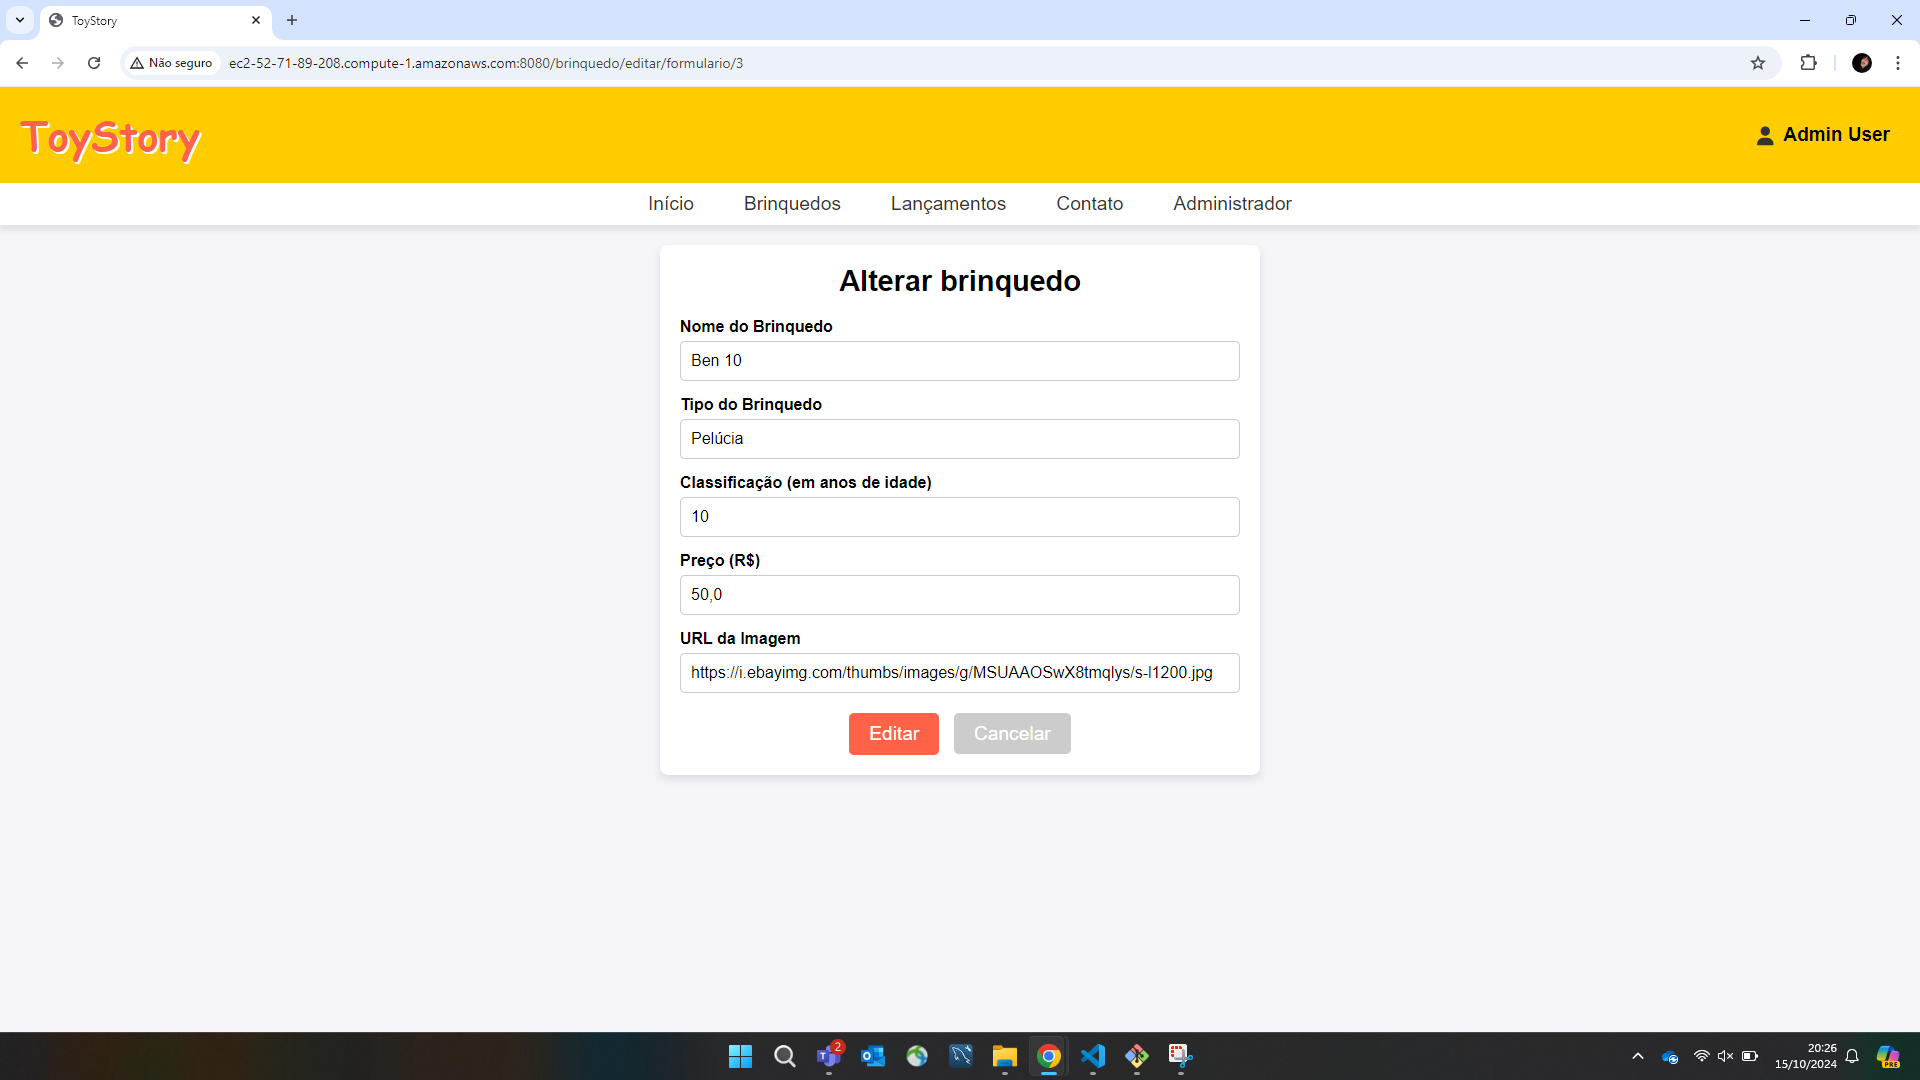 ToyStory
Não seguro
ec2-52-71-89-208.compute-1.amazonaws.com:8080/brinquedo/editar/formulario/3
ToyStory
Admin User
Início Brinquedos Lançamentos Contato Administrador
Alterar brinquedo
Nome do Brinquedo
Ben 10
Tipo do Brinquedo
Pelúcia
Classificação (em anos de idade)
10
Preço (R$)
50,0
URL da Imagem
https://i.ebayimg.com/thumbs/images/g/MSUAAOSwX8tmqlys/s-l1200.jpg
Editar Cancelar
2
20:26
15/10/2024
PRE